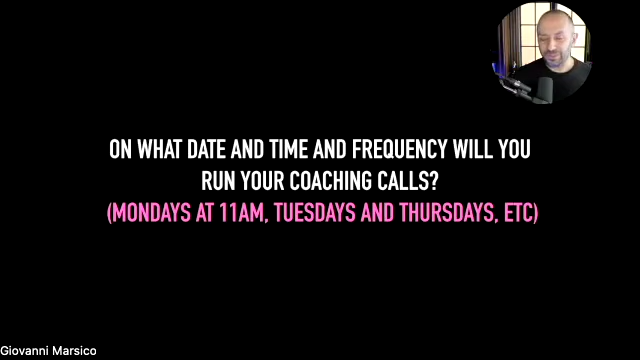 ON WHAT DATE AND TIME AND FREQUENCY WILL YOU
RUN YOUR COACHING CALLS?
(MONDAYS AT 11AM, TUESDAYS AND THURSDAYS, ETC)
Giovanni Marsico